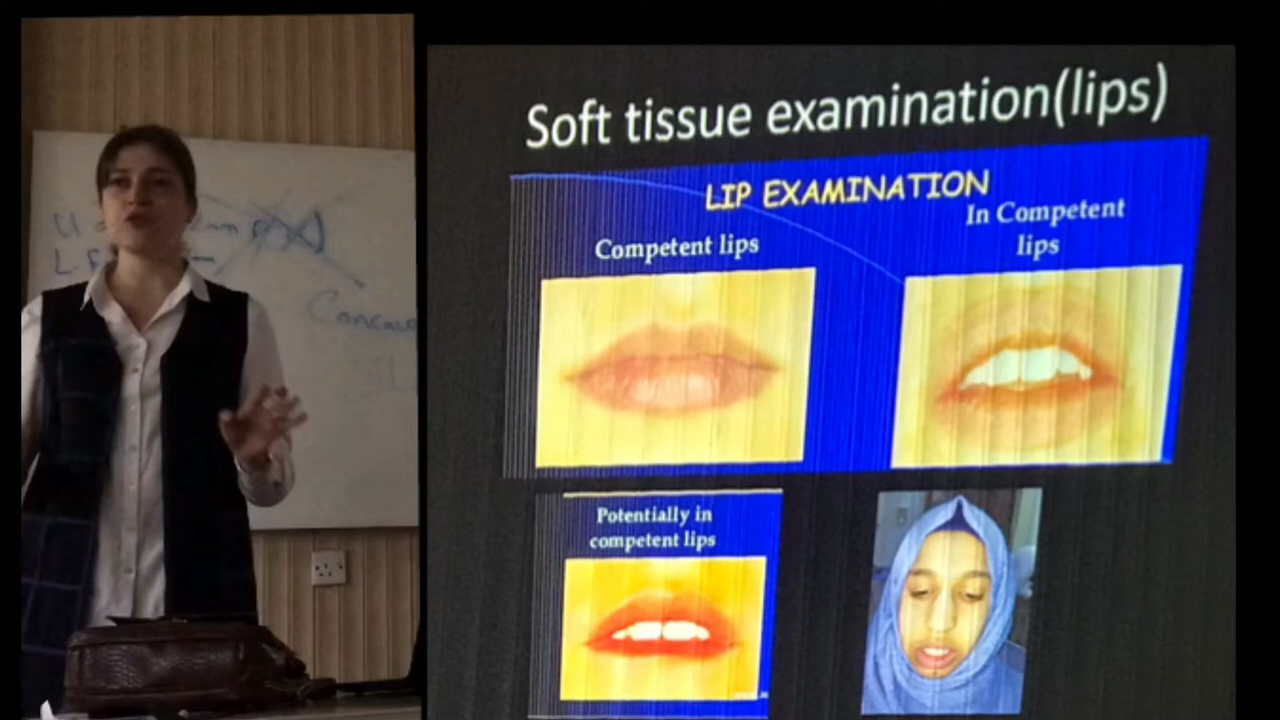 Soft tissue examination(lips)
LIP EXAMINATION
Competent lips
In Competent
lips
Potentially in
competent lips